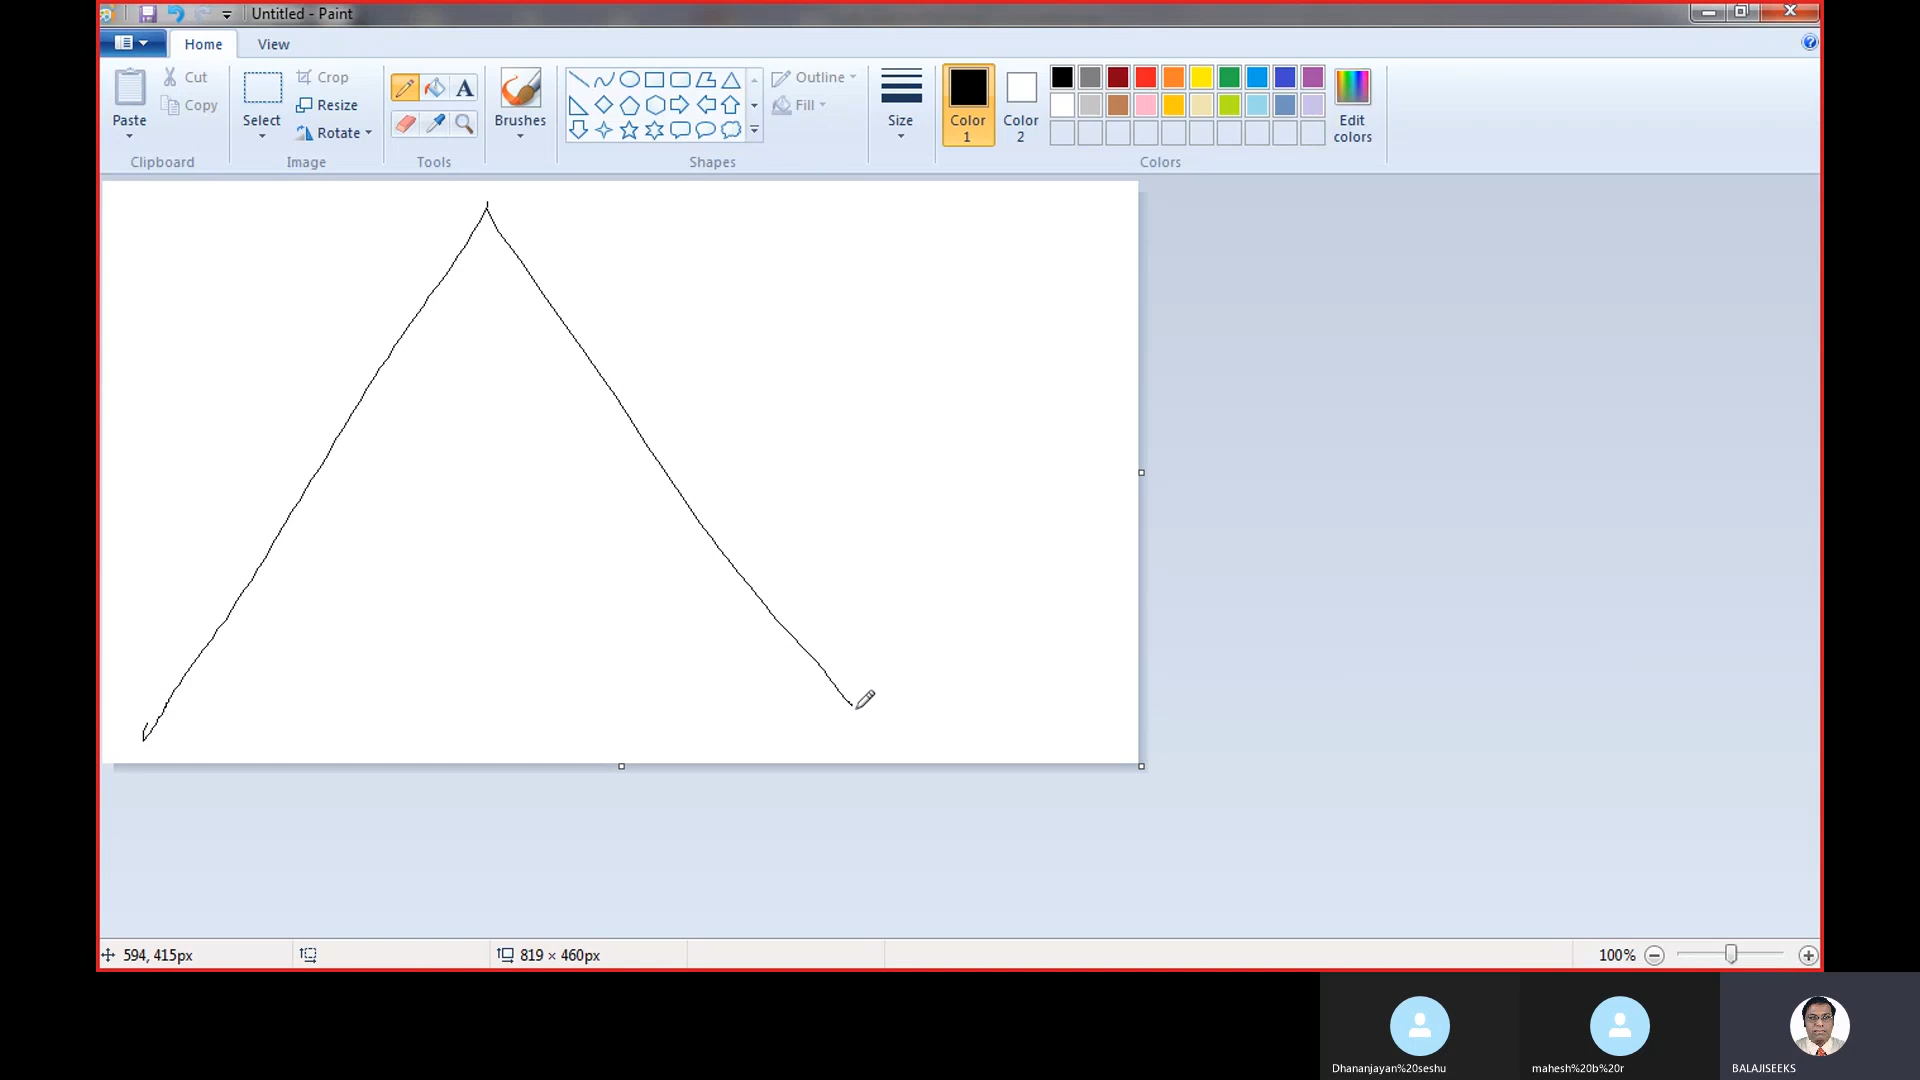 Untitled - Paint
Home View
Paste
Cut
Copy
Clipboard
Select
Crop
Resize
Rotate
Image
A
Tools
Brushes
Outline
Fill
Shapes
Size
Color
1
Color
2
Edit
colors
Colors
594, 415px
819 × 460px
100%
Dhananjayan%20seshu
mahesh%20b%20r
BALAJISEEKS